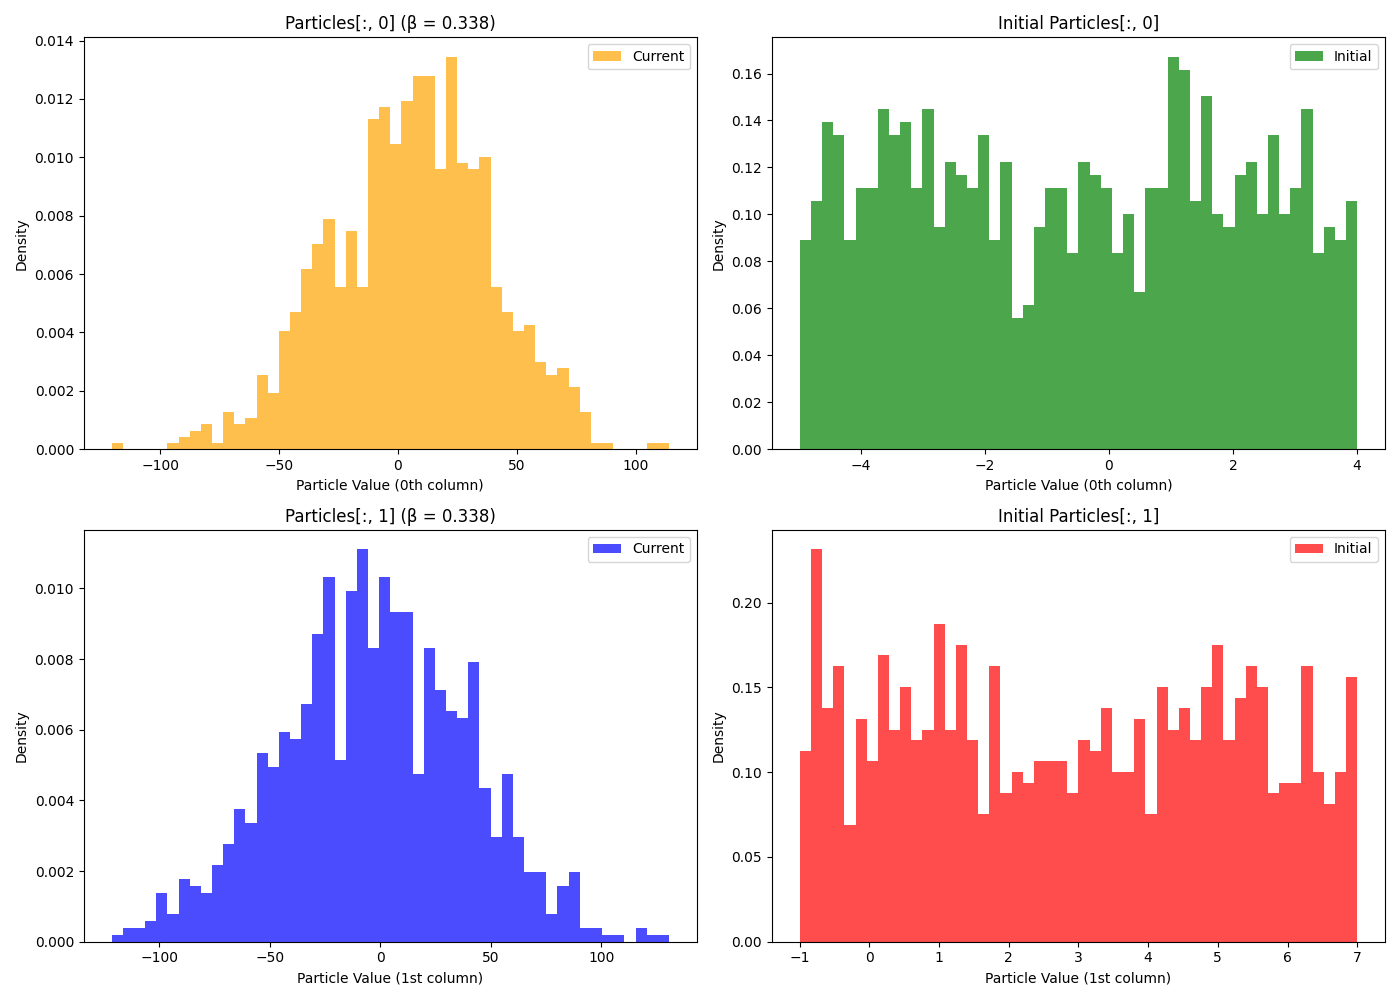 Particles[:, 0] (β = 0.338)
Current
Density
0.014
0.012
0.010
0.008
0.006
0.004
0.002
0.000
−100 −50 0 50 100
Particle Value (0th column)
Initial Particles[:, 0]
Initial
Density
0.16
0.14
0.12
0.10
0.08
0.06
0.04
0.02
0.00
−4 −2 0 2 4
Particle Value (0th column)
Particles[:, 1] (β = 0.338)
Current
Density
0.010
0.008
0.006
0.004
0.002
0.000
−100 −50 0 50 100
Particle Value (1st column)
Initial Particles[:, 1]
Initial
Density
0.20
0.15
0.10
0.05
0.00
−1 0 1 2 3 4 5 6 7
Particle Value (1st column)